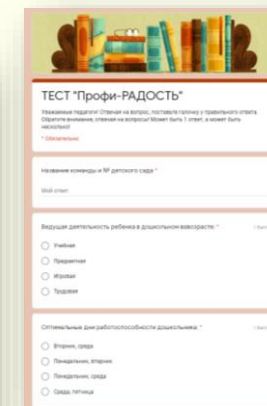 ТЕСТ "Профи-РАДОСТЬ"
Уважаемые педагоги! Отвечая на вопрос, поставьте галочку у правильного ответа.
Обратите внимание, отвечая на вопросы! Может быть 1 ответ, а может быть
несколько!
* Обязательно
Название команды и № детского сада *
Мой ответ
Ведущая деятельность ребенка в дошкольном возрасте: *
Учебная
Предметная
Игровая
Трудовая
Оптимальные дни работоспособности дошкольника: *
Вторник, среда
Понедельник, вторник
Понедельник, среда
Среда, пятница